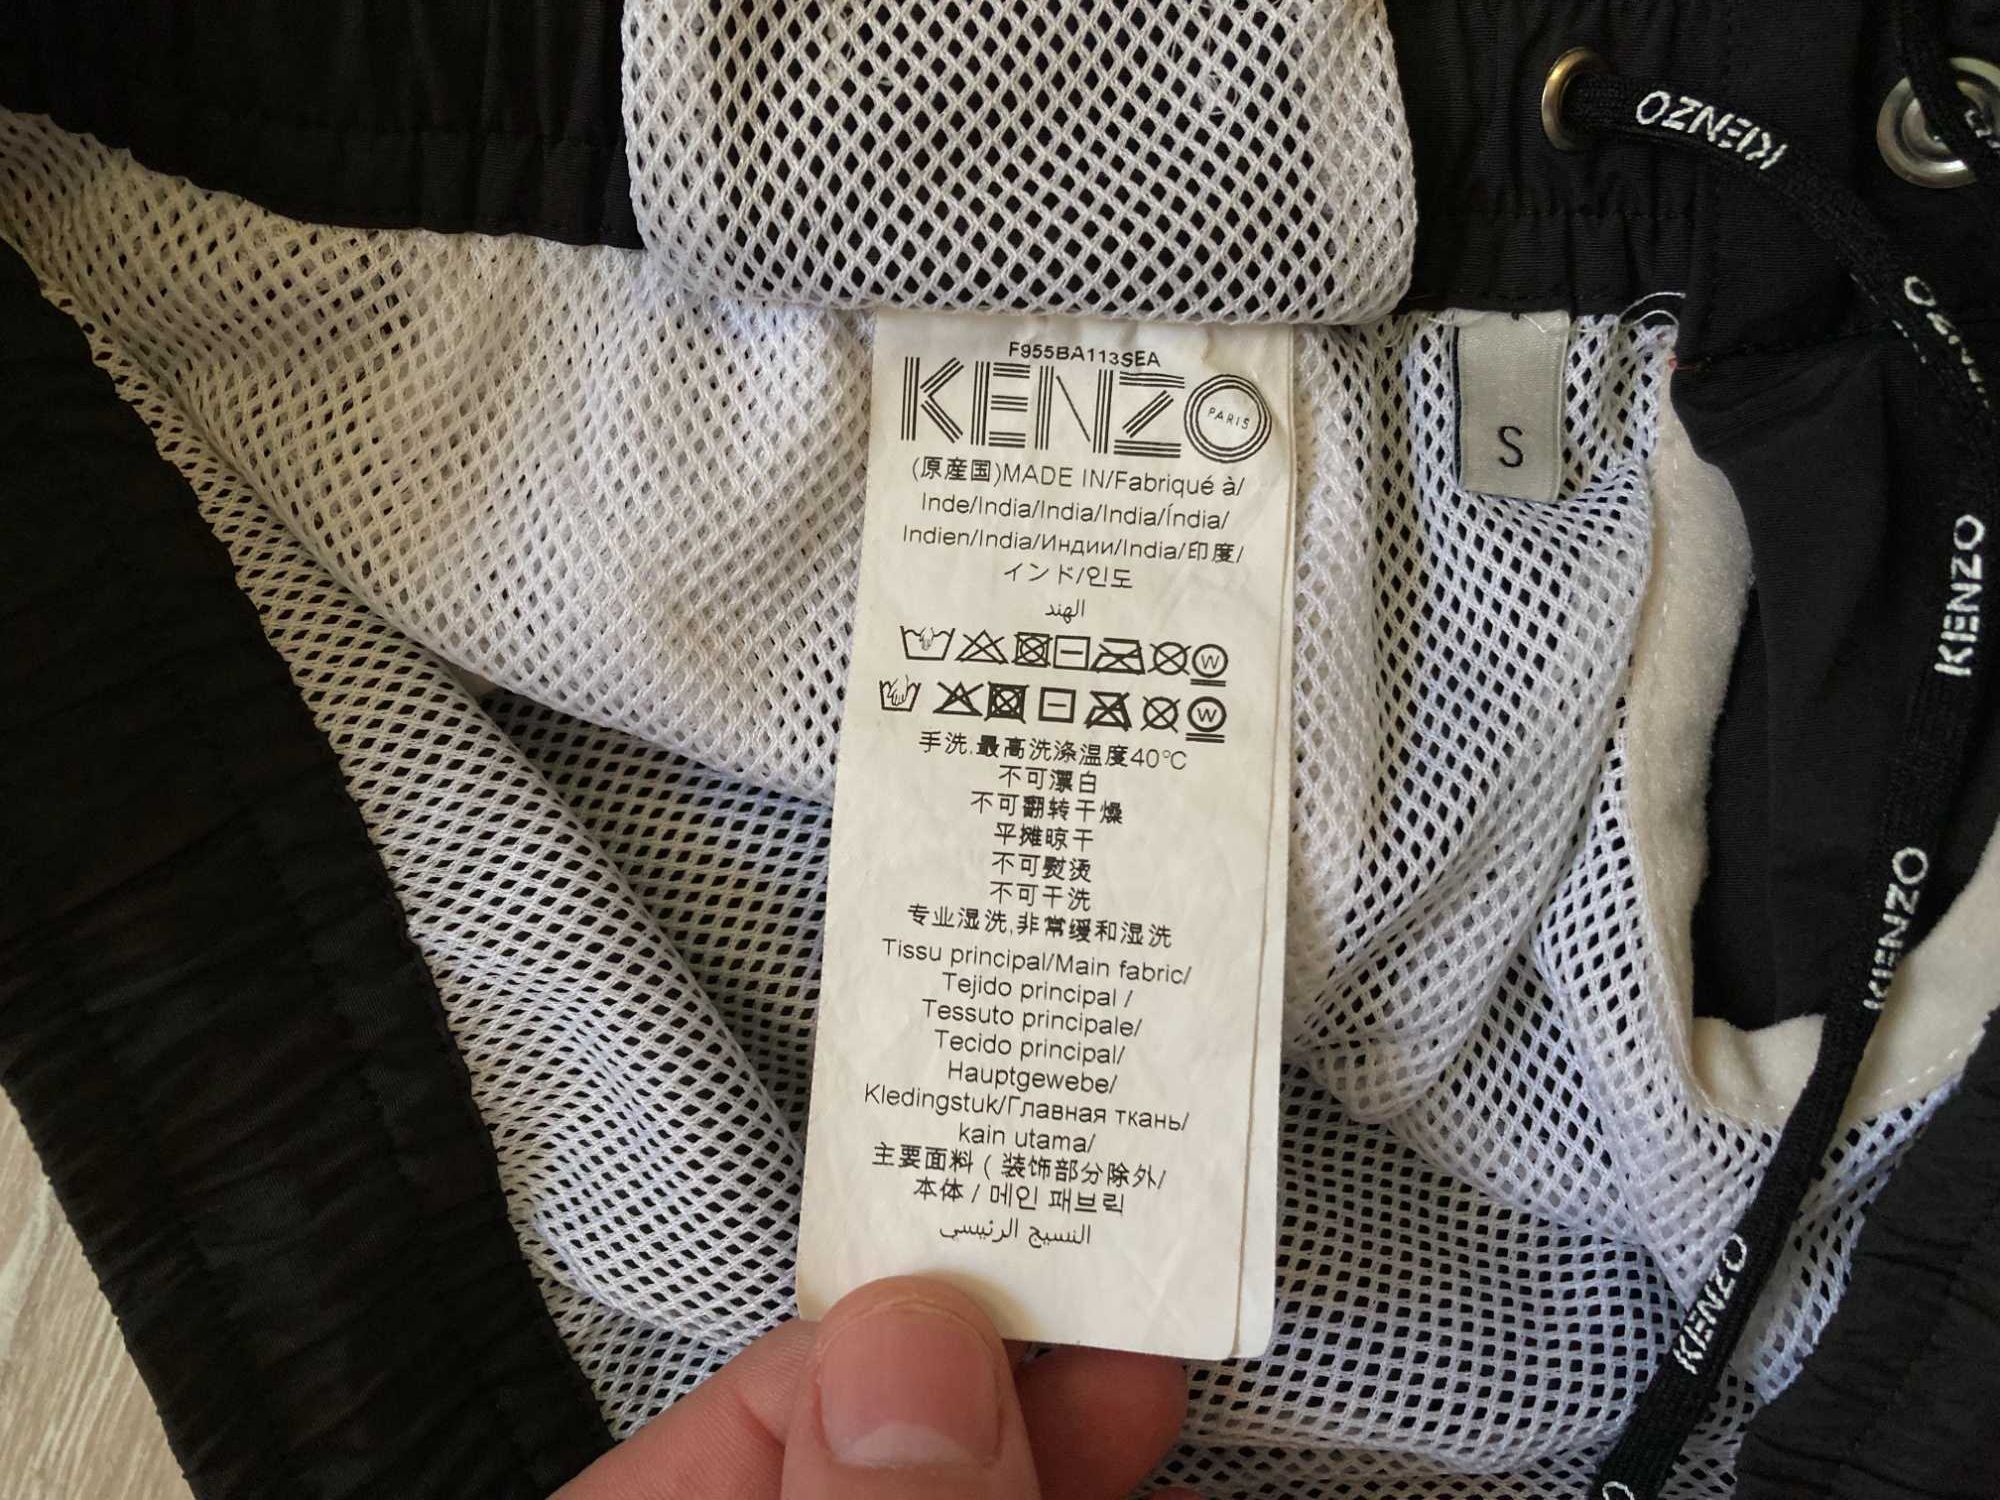 F955BA113SEA
KENZO
PARIS
(原産国)MADE IN/Fabriqué à/
Inde/India/India/India/Índia/
Indien/India/Индии/India/印度/
インド/인도
الهند
W
W
手洗,最高洗涤温度40°C
不可漂白
不可翻转干燥
平摊晾干
不可熨烫
不可干洗
专业湿洗,非常缓和湿洗
Tissu principal/Main fabric/
Tejido principal /
Tessuto principale/
Tecido principal/
Hauptgewebe/
Kledingstuk/Главная ткань/
kain utama/
主要面料 ( 装饰部分除外/
本体 / 메인 패브릭
النسيج الرئيسي
S
KENZO
KENZO
KENZO
KENZO
KENZO